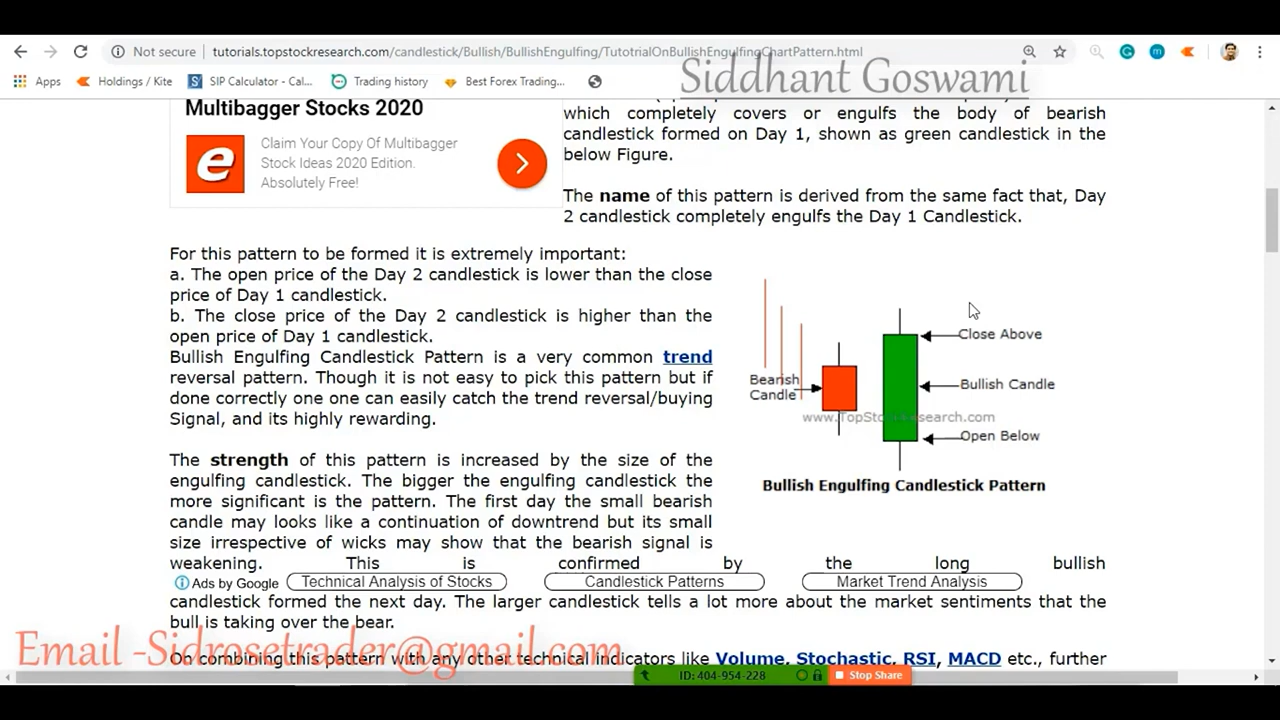 Not secure
tutorials.topstockresearch.com/candlestick/Bullish/BullishEngulfing/TutotrialOnBullishEngulfingChartPattern.html
Apps
Holdings / Kite
SIP Calculator - Cal...
Trading history
Best Forex Trading...
Siddhant Goswami
Multibagger Stocks 2020
Claim Your Copy Of Multibagger
Stock Ideas 2020 Edition.
Absolutely Free!
which completely covers or engulfs the body of bearish
candlestick formed on Day 1, shown as green candlestick in the
below Figure.
The name of this pattern is derived from the same fact that, Day
2 candlestick completely engulfs the Day 1 Candlestick.
For this pattern to be formed it is extremely important:
a. The open price of the Day 2 candlestick is lower than the close
price of Day 1 candlestick.
b. The close price of the Day 2 candlestick is higher than the
open price of Day 1 candlestick.
Bullish Engulfing Candlestick Pattern is a very common trend
reversal pattern. Though it is not easy to pick this pattern but if
done correctly one one can easily catch the trend reversal/buying
Signal, and its highly rewarding.
Close Above
Bearish
Candle
Bullish Candle
www.TopStockResearch.com
Open Below
Bullish Engulfing Candlestick Pattern
The strength of this pattern is increased by the size of the
engulfing candlestick. The bigger the engulfing candlestick the
more significant is the pattern. The first day the small bearish
candle may looks like a continuation of downtrend but its small
size irrespective of wicks may show that the bearish signal is
weakening. This is confirmed by the long bullish
Ads by Google
Technical Analysis of Stocks
Candlestick Patterns
Market Trend Analysis
candlestick formed the next day. The larger candlestick tells a lot more about the market sentiments that the
bull is taking over the bear.
Email -Sidrosetrader@gmail.com
On combining this pattern with any other technical indicators like Volume, Stochastic, RSI, MACD etc., further
ID: 404-954-228
Stop Share